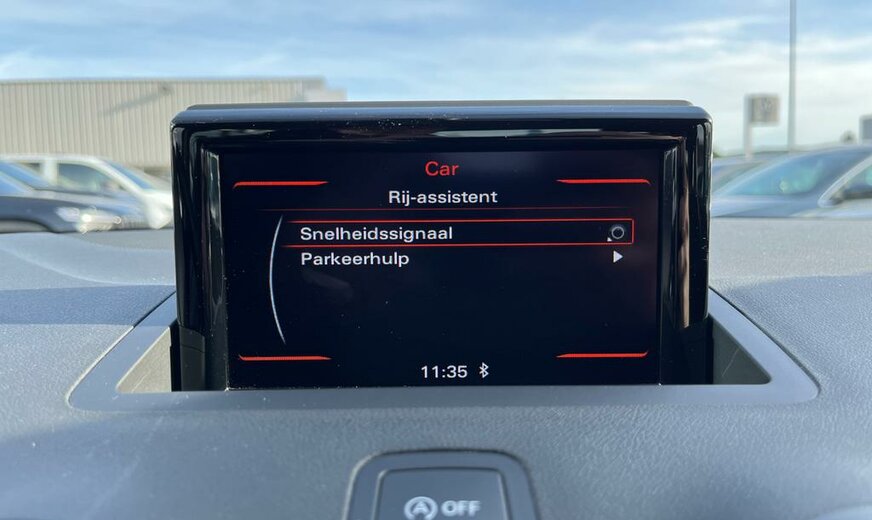 Car
Rij-assistent
Snelheidssignaal
Parkeerhulp
11:35
A OFF